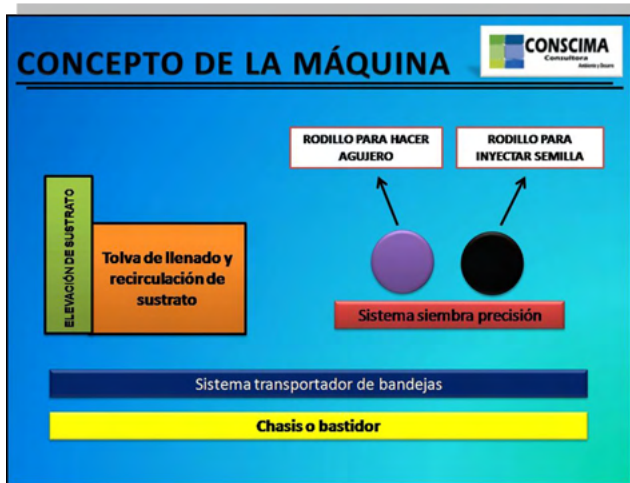 CONCEPTO DE LA MÁQUINA
CONSCIMA
Consultora
RODILLO PARA HACER
AGUJERO
RODILLO PARA
INYECTAR SEMILLA
ELEVACIÓN DE SUSTRATO
Tolva de llenado y
recirculación de
sustrato
Sistema siembra precisión
Sistema transportador de bandejas
Chasis o bastidor